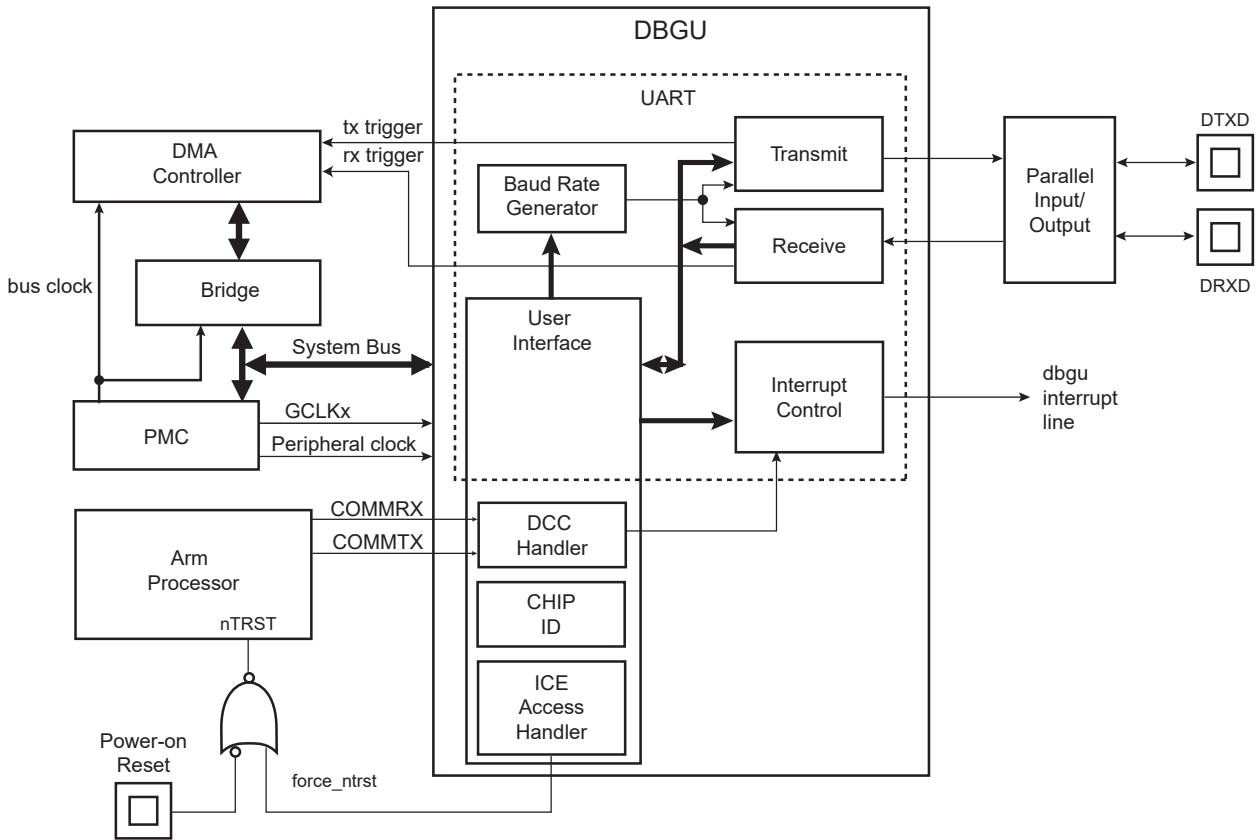 DBGU
UART
tx trigger
rx trigger
DMA
Controller
Baud Rate
Generator
Transmit
Receive
Parallel
Input/
Output
DTXD
DRXD
bus clock
Bridge
User
Interface
System Bus
Interrupt
Control
dbgu
interrupt
line
PMC
GCLKx
Peripheral clock
COMMRX
COMMTX
Arm
Processor
nTRST
DCC
Handler
CHIP
ID
ICE
Access
Handler
Power-on
Reset
force_ntrst